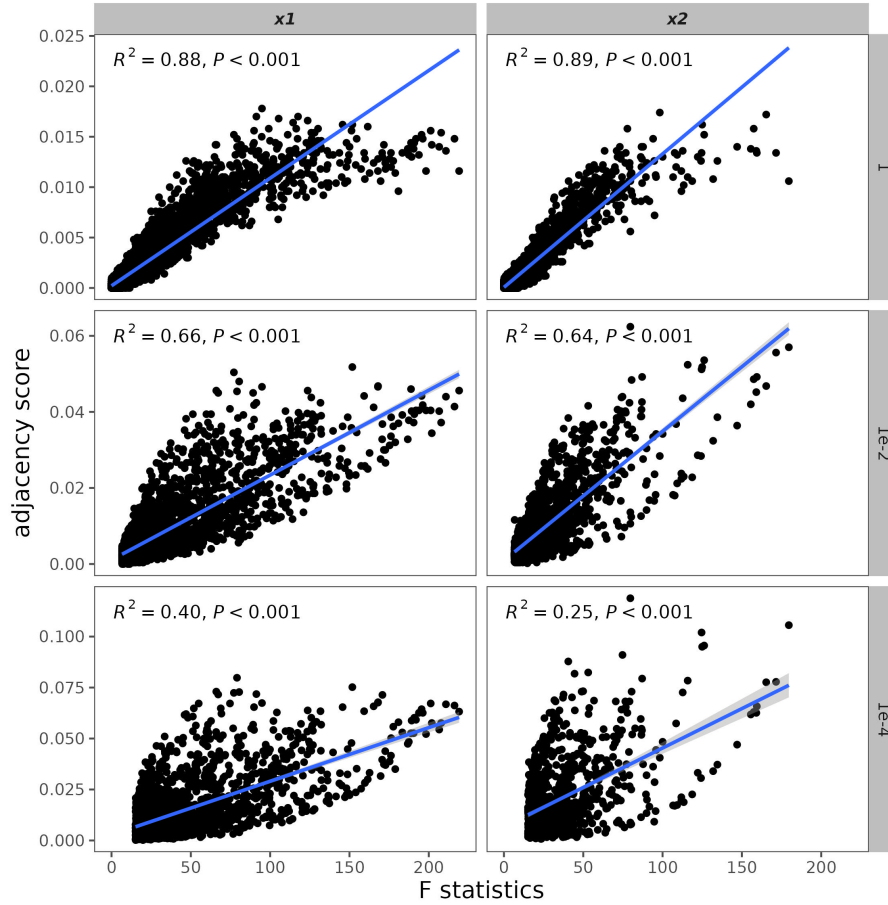 x1 x2
0.025
0.020
0.015
0.010
0.005
0.000
R² = 0.88, P < 0.001
R² = 0.89, P < 0.001
1
0.06
0.04
0.02
0.00
R² = 0.66, P < 0.001
R² = 0.64, P < 0.001
1e-2
adjacency score
0.100
0.075
0.050
0.025
0.000
R² = 0.40, P < 0.001
R² = 0.25, P < 0.001
1e-4
0 50 100 150 200 0 50 100 150 200
F statistics